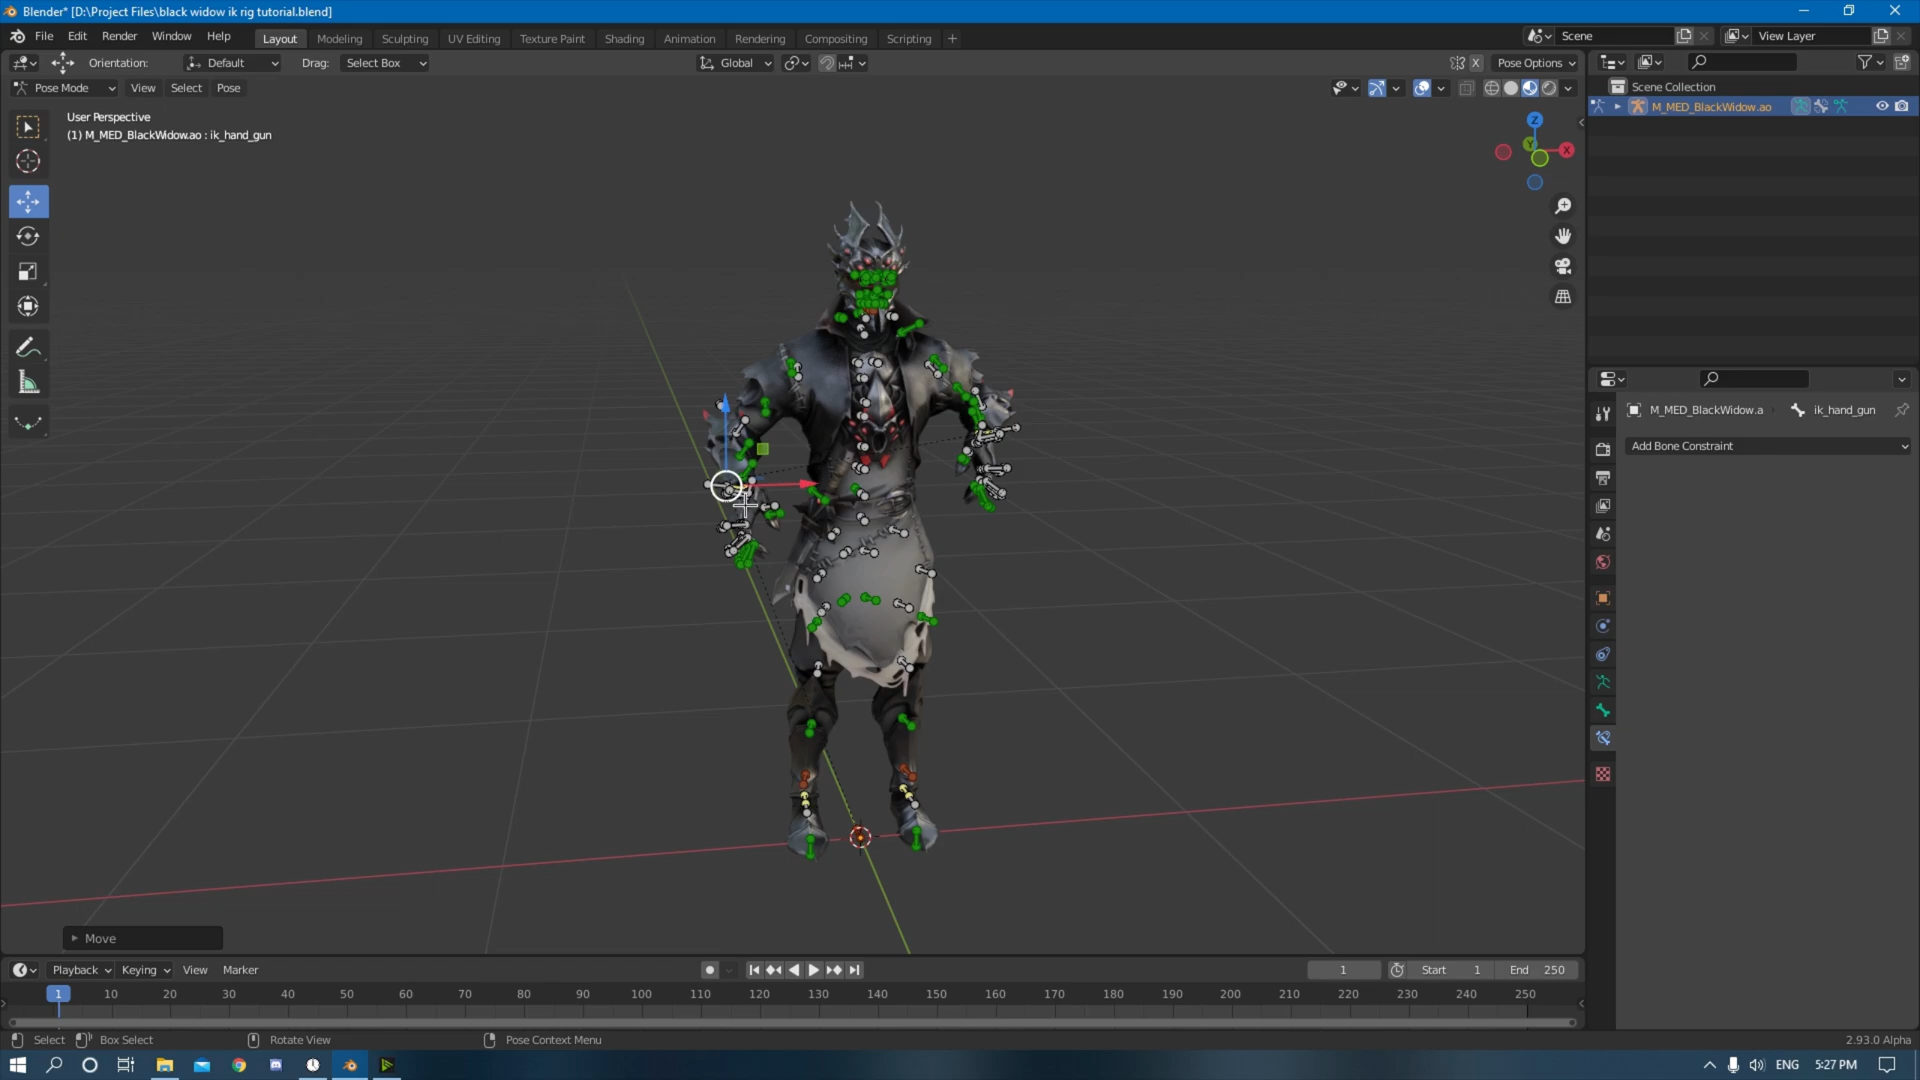 Blender* [D:\Project Files\black widow ik rig tutorial.blend]
File Edit Render Window Help
Layout Modeling Sculpting UV Editing Texture Paint Shading Animation Rendering Compositing Scripting +
Scene
View Layer
Orientation: Default Drag: Select Box
Global
X Pose Options
Pose Mode View Select Pose
User Perspective
(1) M_MED_BlackWidow.ao : ik_hand_gun
Z
Y
X
Scene Collection
M_MED_BlackWidow.ao
M_MED_BlackWidow.a ik_hand_gun
Add Bone Constraint
Move
Playback Keying View Marker
1 Start 1 End 250
1 10 20 30 40 50 60 70 80 90 100 110 120 130 140 150 160 170 180 190 200 210 220 230 240 250
Select Box Select Rotate View Pose Context Menu
2.93.0 Alpha
ENG 5:27 PM